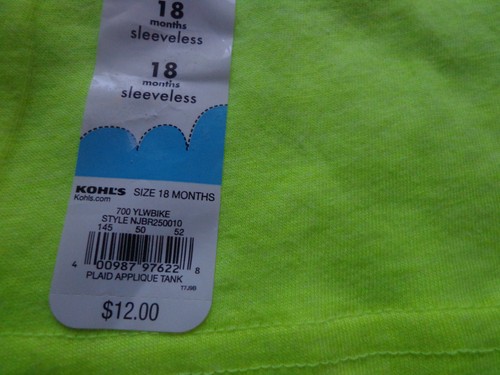 18
months
sleeveless
18
months
sleeveless
KOHL'S SIZE 18 MONTHS
Kohls.com
700 YLWBIKE
STYLE NJBR250010
145 50 52
4 00987 97622 8
PLAID APPLIQUE TANK
$12.00